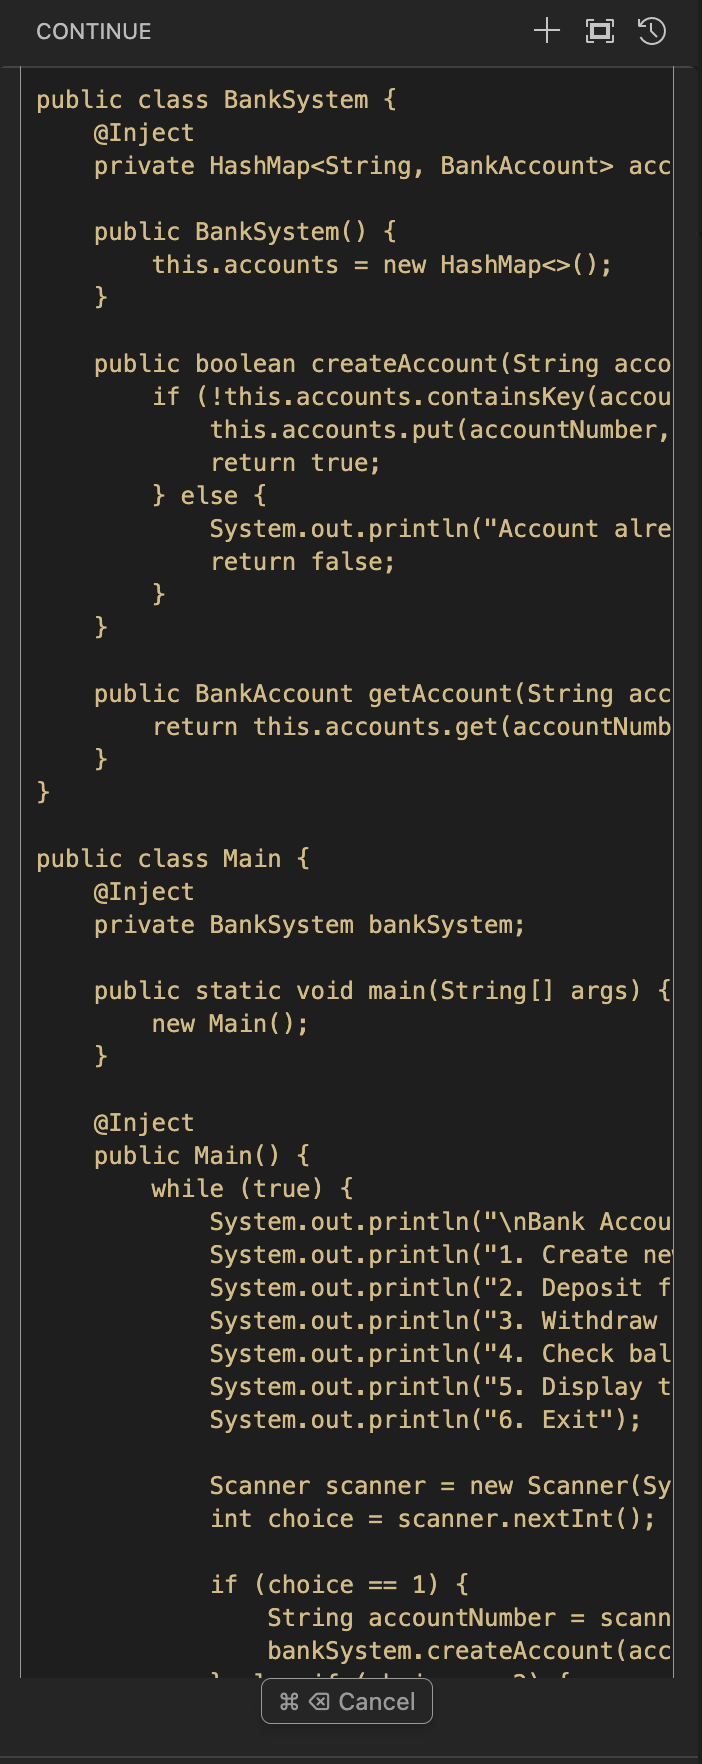 CONTINUE
public class BankSystem {
@Inject
private HashMap<String, BankAccount> acc
public BankSystem() {
this.accounts = new HashMap<>();
}
public boolean createAccount(String acco
if (!this.accounts.containsKey(accou
this.accounts.put(accountNumber,
return true;
} else {
System.out.println("Account alre
return false;
}
}
public BankAccount getAccount(String acc
return this.accounts.get(accountNumb
}
}
public class Main {
@Inject
private BankSystem bankSystem;
public static void main(String[] args) {
new Main();
}
@Inject
public Main() {
while (true) {
System.out.println("\nBank Accou
System.out.println("1. Create new
System.out.println("2. Deposit f
System.out.println("3. Withdraw
System.out.println("4. Check bal
System.out.println("5. Display t
System.out.println("6. Exit");
Scanner scanner = new Scanner(Sy
int choice = scanner.nextInt();
if (choice == 1) {
String accountNumber = scann
bankSystem.createAccount(acc
⌘ ⌫ Cancel